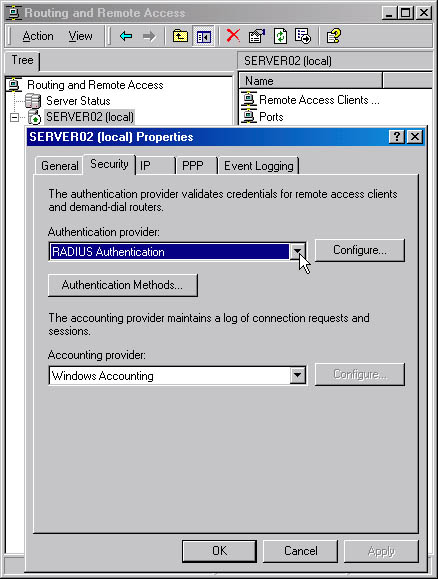 Routing and Remote Access
Action View
Tree
SERVER02 (local)
Name
Routing and Remote Access
Server Status
SERVER02 (local)
Remote Access Clients ...
Ports
SERVER02 (local) Properties
General Security IP PPP Event Logging
The authentication provider validates credentials for remote access clients
and demand-dial routers.
Authentication provider:
RADIUS Authentication
Configure...
Authentication Methods...
The accounting provider maintains a log of connection requests and
sessions.
Accounting provider:
Windows Accounting
Configure...
OK Cancel Apply